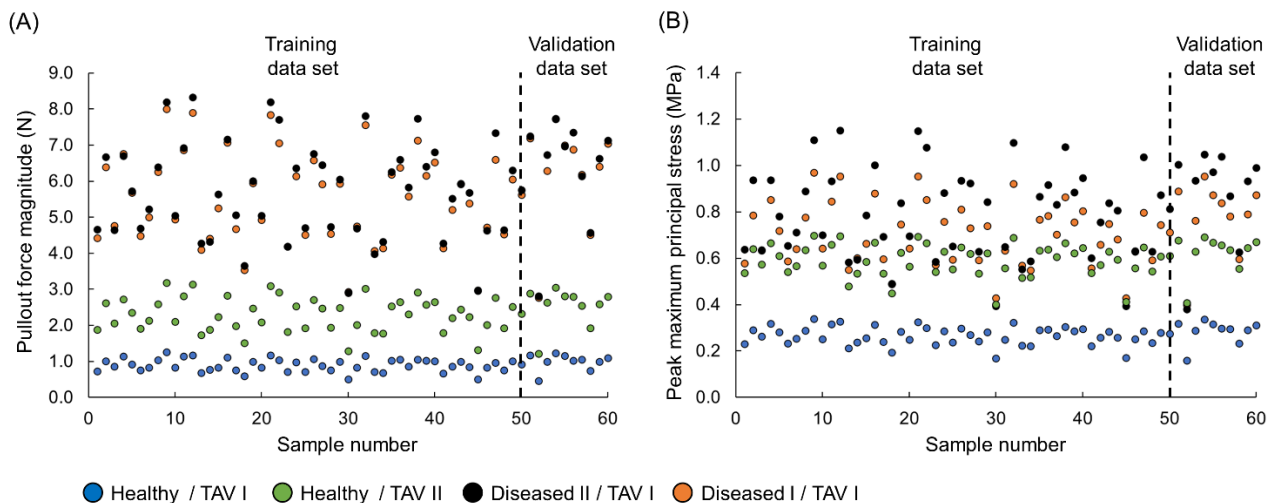 (A)
Training
data set
Validation
data set
Pullout force magnitude (N)
9.0
8.0
7.0
6.0
5.0
4.0
3.0
2.0
1.0
0.0
0 10 20 30 40 50 60
Sample number
(B)
Training
data set
Validation
data set
Peak maximum principal stress (MPa)
1.4
1.2
1.0
0.8
0.6
0.4
0.2
0.0
0 10 20 30 40 50 60
Sample number
Healthy / TAV I Healthy / TAV II Diseased II / TAV I Diseased I / TAV I